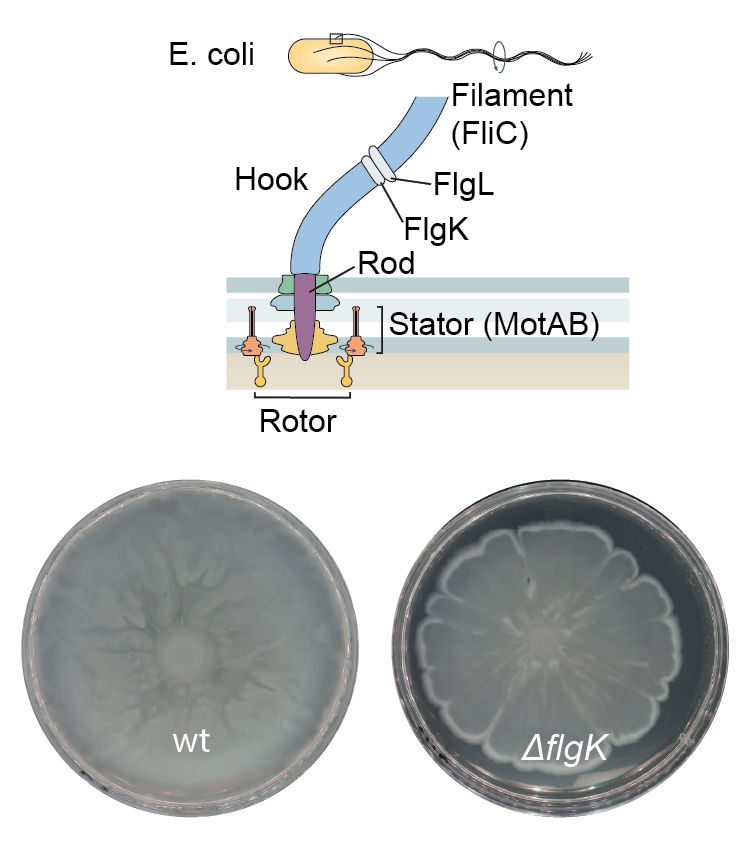 E. coli
Filament
(FliC)
Hook
FlgL
FlgK
Rod
Stator (MotAB)
Rotor
wt
ΔflgK